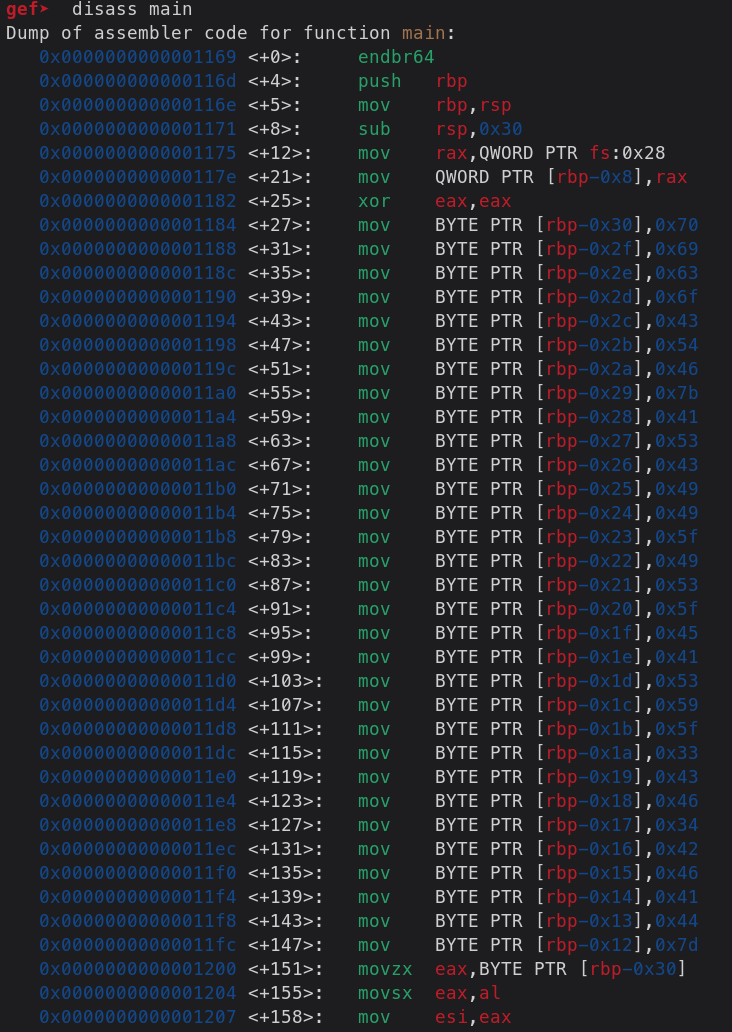 gef➤  disass main
Dump of assembler code for function main:
   0x0000000000001169 <+0>:	endbr64
   0x000000000000116d <+4>:	push   rbp
   0x000000000000116e <+5>:	mov    rbp,rsp
   0x0000000000001171 <+8>:	sub    rsp,0x30
   0x0000000000001175 <+12>:	mov    rax,QWORD PTR fs:0x28
   0x000000000000117e <+21>:	mov    QWORD PTR [rbp-0x8],rax
   0x0000000000001182 <+25>:	xor    eax,eax
   0x0000000000001184 <+27>:	mov    BYTE PTR [rbp-0x30],0x70
   0x0000000000001188 <+31>:	mov    BYTE PTR [rbp-0x2f],0x69
   0x000000000000118c <+35>:	mov    BYTE PTR [rbp-0x2e],0x63
   0x0000000000001190 <+39>:	mov    BYTE PTR [rbp-0x2d],0x6f
   0x0000000000001194 <+43>:	mov    BYTE PTR [rbp-0x2c],0x43
   0x0000000000001198 <+47>:	mov    BYTE PTR [rbp-0x2b],0x54
   0x000000000000119c <+51>:	mov    BYTE PTR [rbp-0x2a],0x46
   0x00000000000011a0 <+55>:	mov    BYTE PTR [rbp-0x29],0x7b
   0x00000000000011a4 <+59>:	mov    BYTE PTR [rbp-0x28],0x41
   0x00000000000011a8 <+63>:	mov    BYTE PTR [rbp-0x27],0x53
   0x00000000000011ac <+67>:	mov    BYTE PTR [rbp-0x26],0x43
   0x00000000000011b0 <+71>:	mov    BYTE PTR [rbp-0x25],0x49
   0x00000000000011b4 <+75>:	mov    BYTE PTR [rbp-0x24],0x49
   0x00000000000011b8 <+79>:	mov    BYTE PTR [rbp-0x23],0x5f
   0x00000000000011bc <+83>:	mov    BYTE PTR [rbp-0x22],0x49
   0x00000000000011c0 <+87>:	mov    BYTE PTR [rbp-0x21],0x53
   0x00000000000011c4 <+91>:	mov    BYTE PTR [rbp-0x20],0x5f
   0x00000000000011c8 <+95>:	mov    BYTE PTR [rbp-0x1f],0x45
   0x00000000000011cc <+99>:	mov    BYTE PTR [rbp-0x1e],0x41
   0x00000000000011d0 <+103>:	mov    BYTE PTR [rbp-0x1d],0x53
   0x00000000000011d4 <+107>:	mov    BYTE PTR [rbp-0x1c],0x59
   0x00000000000011d8 <+111>:	mov    BYTE PTR [rbp-0x1b],0x5f
   0x00000000000011dc <+115>:	mov    BYTE PTR [rbp-0x1a],0x33
   0x00000000000011e0 <+119>:	mov    BYTE PTR [rbp-0x19],0x43
   0x00000000000011e4 <+123>:	mov    BYTE PTR [rbp-0x18],0x46
   0x00000000000011e8 <+127>:	mov    BYTE PTR [rbp-0x17],0x34
   0x00000000000011ec <+131>:	mov    BYTE PTR [rbp-0x16],0x42
   0x00000000000011f0 <+135>:	mov    BYTE PTR [rbp-0x15],0x46
   0x00000000000011f4 <+139>:	mov    BYTE PTR [rbp-0x14],0x41
   0x00000000000011f8 <+143>:	mov    BYTE PTR [rbp-0x13],0x44
   0x00000000000011fc <+147>:	mov    BYTE PTR [rbp-0x12],0x7d
   0x0000000000001200 <+151>:	movzx  eax,BYTE PTR [rbp-0x30]
   0x0000000000001204 <+155>:	movsx  eax,al
   0x0000000000001207 <+158>:	mov    esi,eax